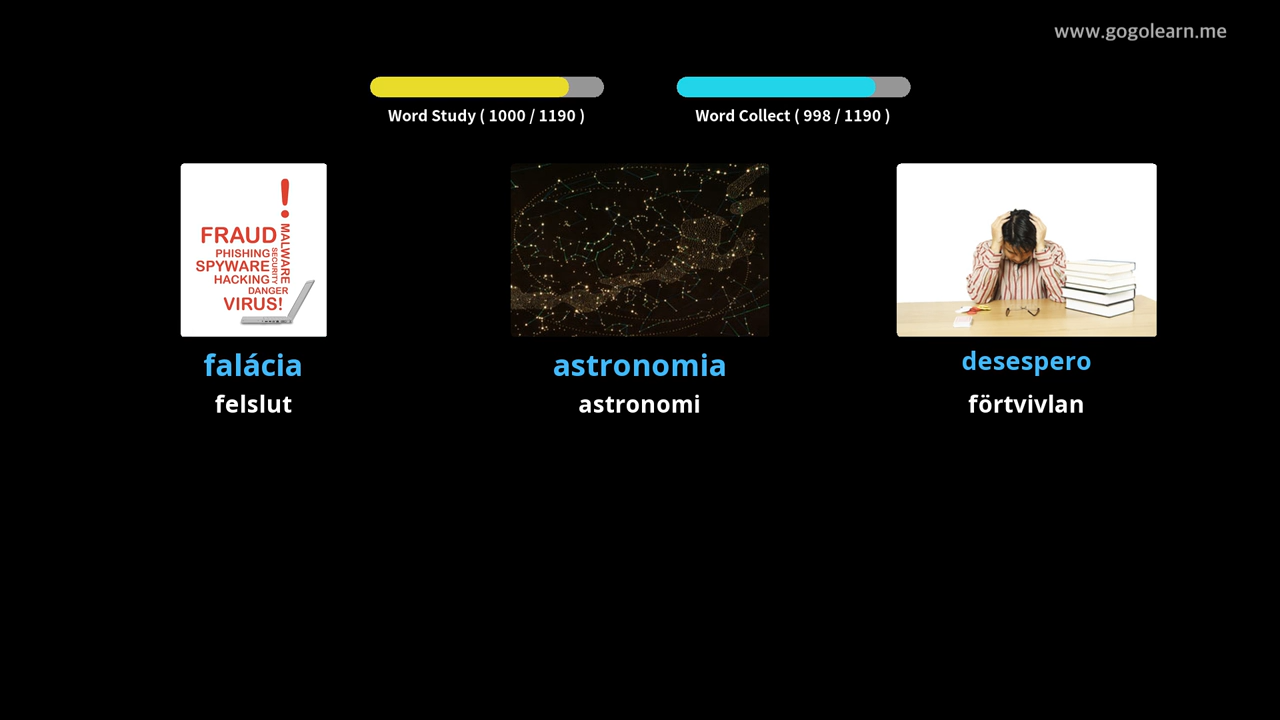 www.gogolearn.me
Word Study ( 1000 / 1190 )
Word Collect ( 998 / 1190 )
!
FRAUD
PHISHING
SPYWARE
HACKING
DANGER
VIRUS!
MALWARE
SECURITY
falácia
felslut
astronomia
astronomi
desespero
förtvivlan